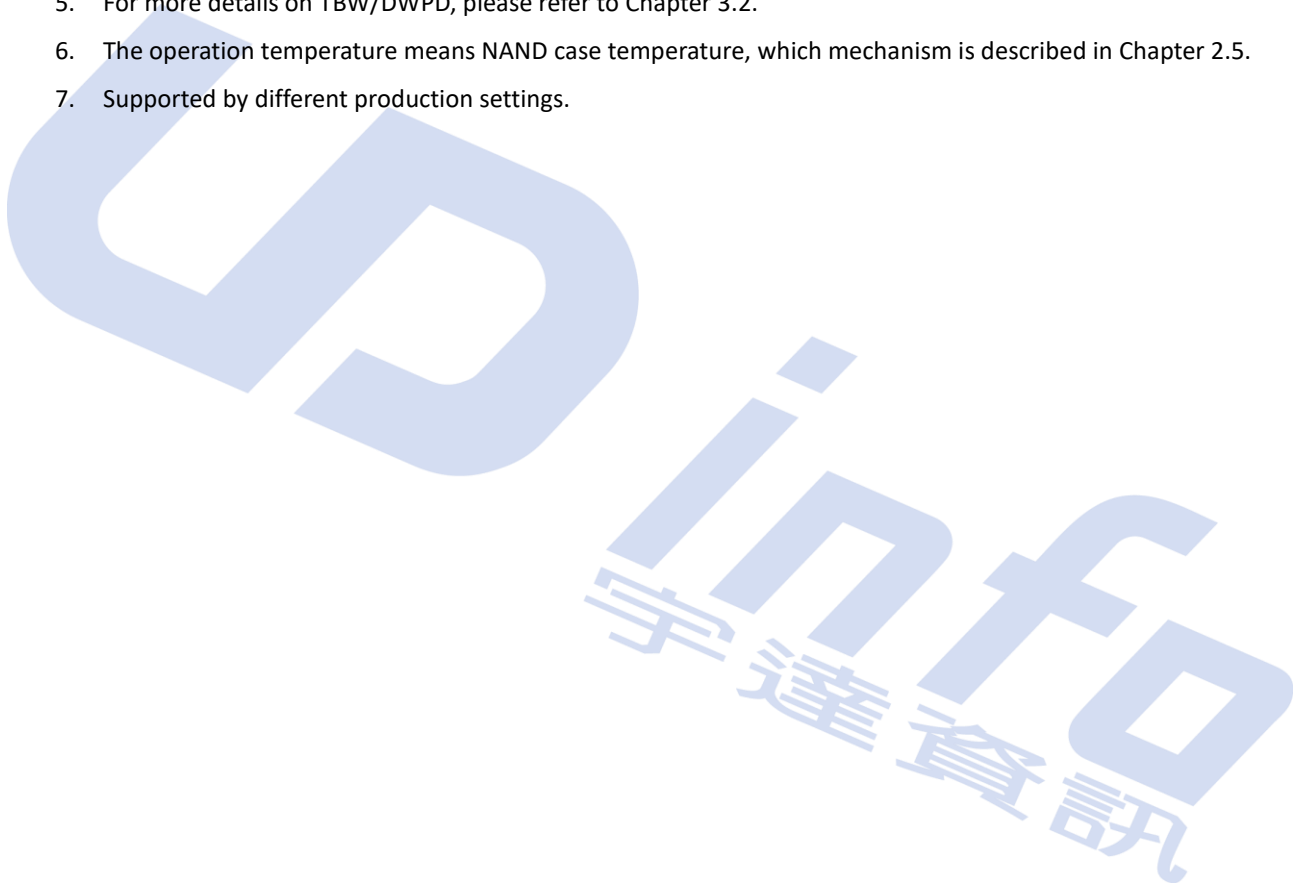 5. For more details on TBW/DWPD, please refer to Chapter 3.2.
6. The operation temperature means NAND case temperature, which mechanism is described in Chapter 2.5.
7. Supported by different production settings.
UD info
宇達資訊